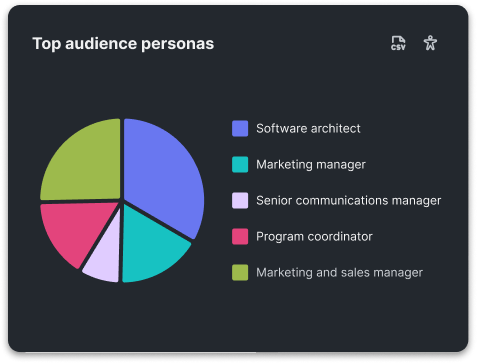 Top audience personas
CSV
Software architect
Marketing manager
Senior communications manager
Program coordinator
Marketing and sales manager